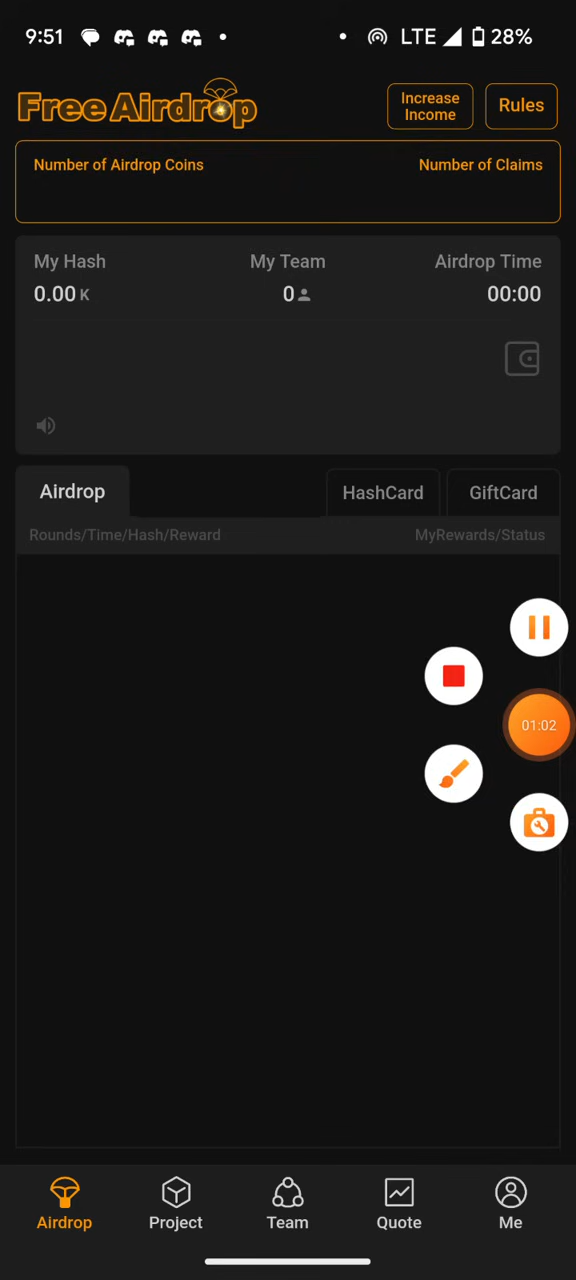 9:51 LTE 28%
FreeAirdrop
Increase
Income
Rules
Number of Airdrop Coins Number of Claims
My Hash My Team Airdrop Time
0.00 K 0 00:00
Airdrop HashCard GiftCard
Rounds/Time/Hash/Reward MyRewards/Status
01:02
Airdrop Project Team Quote Me